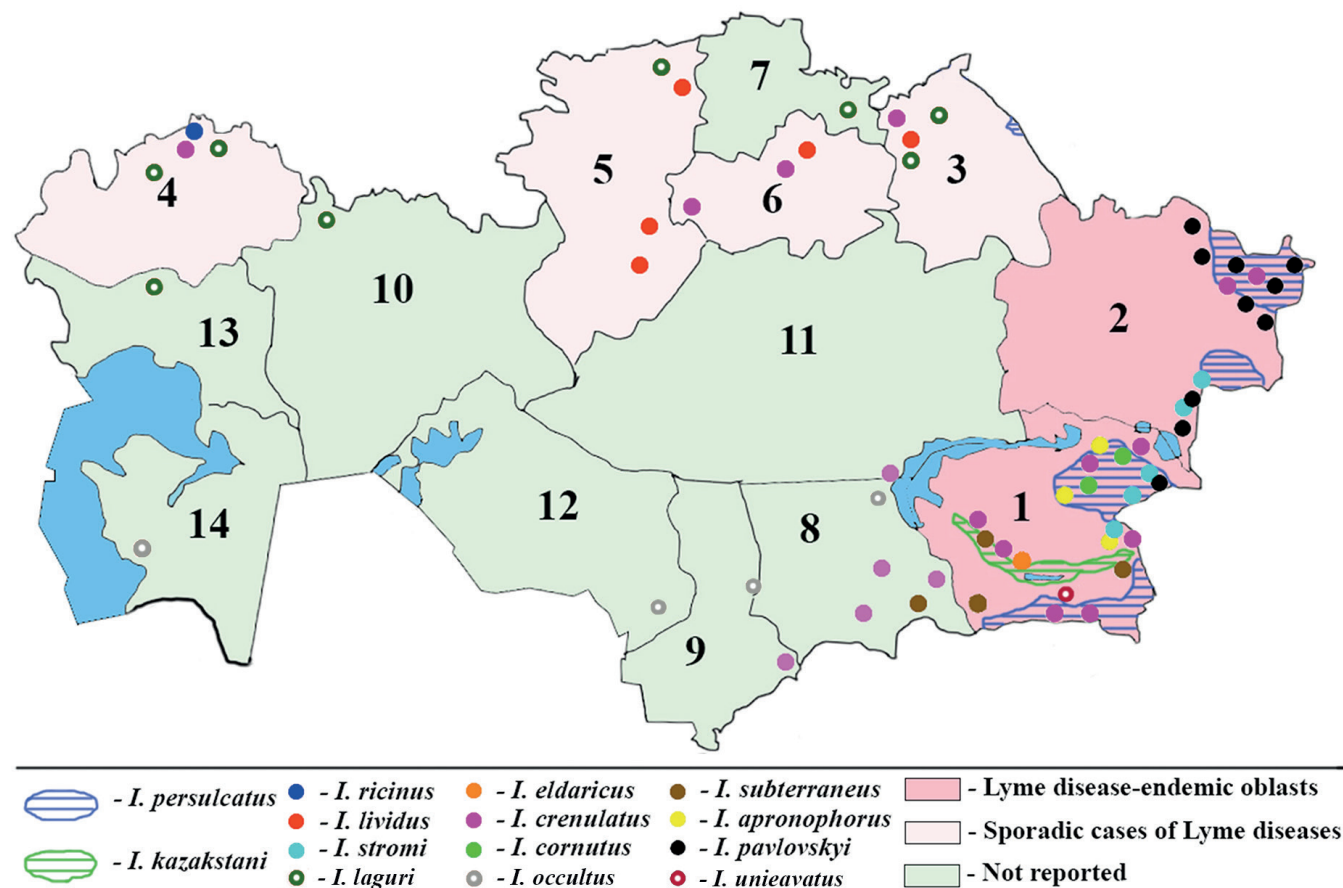 7
5
3
4
6
10
2
13
11
1
14
12
8
9
- I. persulcatus
- I. kazakstani
- I. ricinus
- I. lividus
- I. stromi
- I. laguri
- I. eldaricus
- I. crenulatus
- I. cornutus
- I. occultus
- I. subterraneus
- I. apronophorus
- I. pavlovskyi
- I. unieavatus
- Lyme disease-endemic oblasts
- Sporadic cases of Lyme diseases
- Not reported